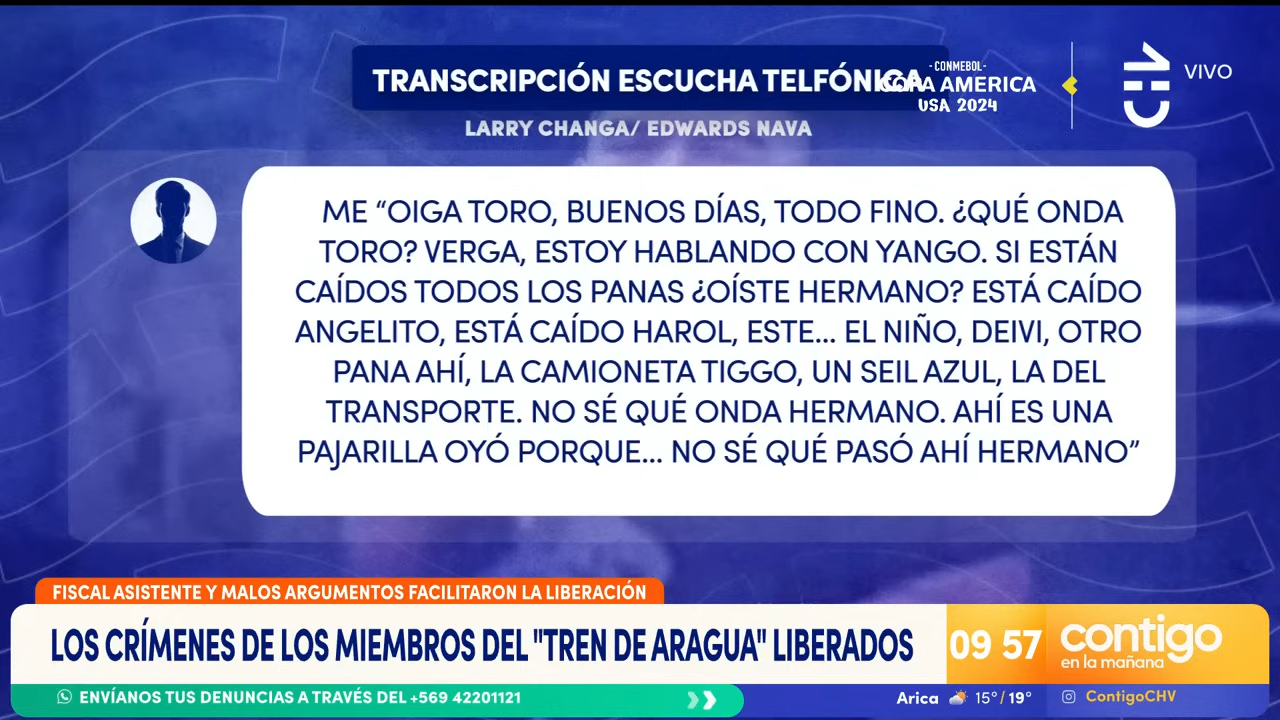 TRANSCRIPCIÓN ESCUCHA TELFÓNICA
- CONMEBOL -
COPA AMERICA
USA 2024
CHV
VIVO
LARRY CHANGA/ EDWARDS NAVA
ME “OIGA TORO, BUENOS DÍAS, TODO FINO. ¿QUÉ ONDA
TORO? VERGA, ESTOY HABLANDO CON YANGO. SI ESTÁN
CAÍDOS TODOS LOS PANAS ¿OÍSTE HERMANO? ESTÁ CAÍDO
ANGELITO, ESTÁ CAÍDO HAROL, ESTE... EL NIÑO, DEIVI, OTRO
PANA AHÍ, LA CAMIONETA TIGGO, UN SEIL AZUL, LA DEL
TRANSPORTE. NO SÉ QUÉ ONDA HERMANO. AHÍ ES UNA
PAJARILLA OYÓ PORQUE... NO SÉ QUÉ PASÓ AHÍ HERMANO”
FISCAL ASISTENTE Y MALOS ARGUMENTOS FACILITARON LA LIBERACIÓN
LOS CRÍMENES DE LOS MIEMBROS DEL "TREN DE ARAGUA" LIBERADOS
09 57
contigo
en la mañana
ENVÍANOS TUS DENUNCIAS A TRAVÉS DEL +569 42201121
Arica 15°/ 19°
ContigoCHV